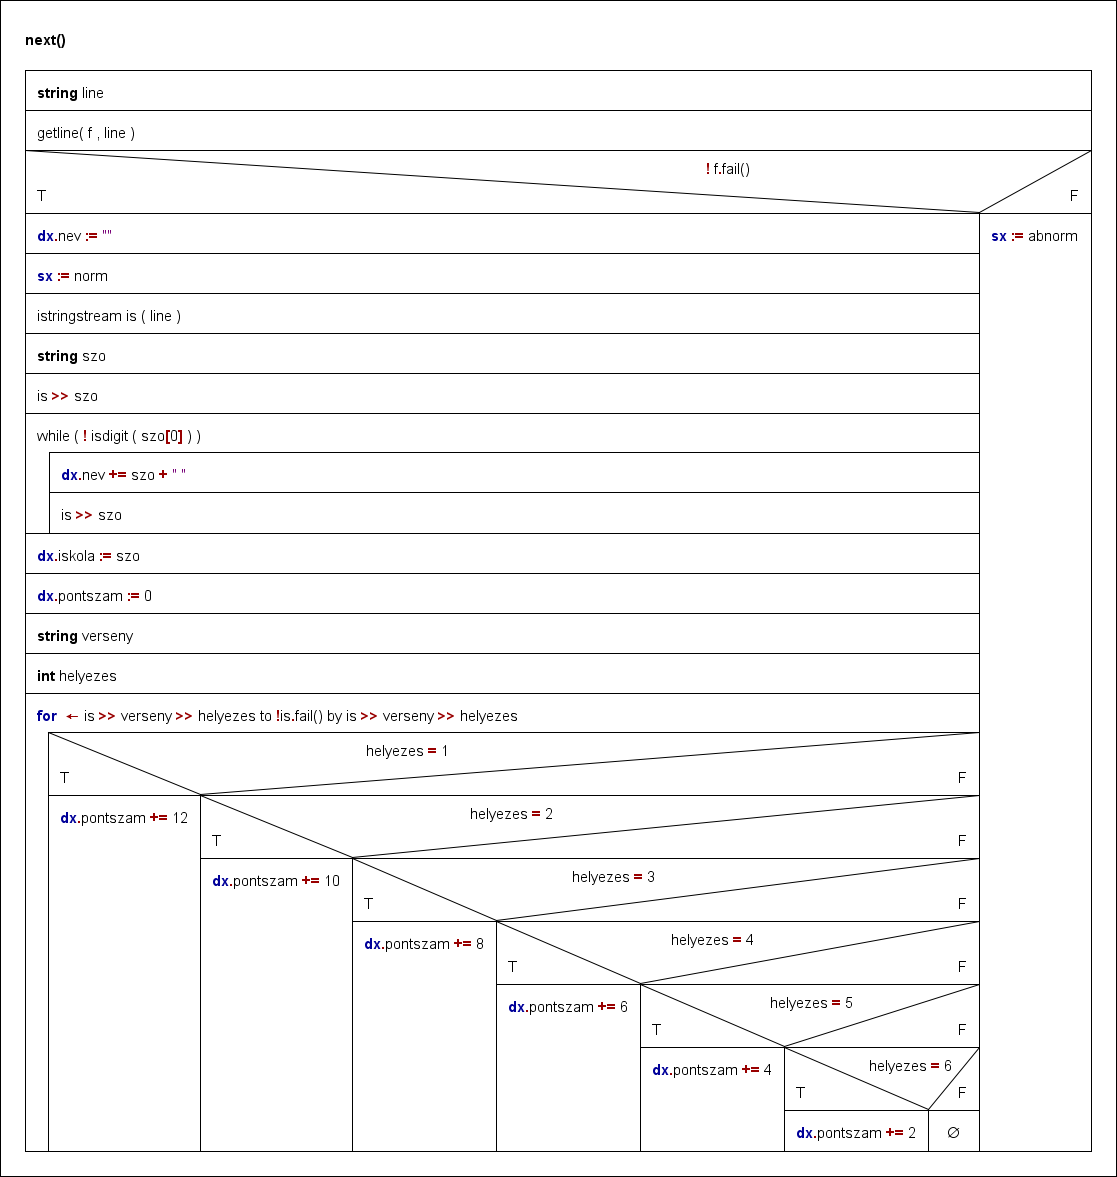 next()
string line
getline( f , line )
! f.fail()
T
F
dx.nev := ""
sx := abnorm
sx := norm
istringstream is ( line )
string szo
is >> szo
while ( ! isdigit ( szo[0] ) )
dx.nev += szo + " "
is >> szo
dx.iskola := szo
dx.pontszam := 0
string verseny
int helyezes
for ← is >> verseny >> helyezes to !is.fail() by is >> verseny >> helyezes
helyezes = 1
T
F
dx.pontszam += 12
helyezes = 2
T
F
dx.pontszam += 10
helyezes = 3
T
F
dx.pontszam += 8
helyezes = 4
T
F
dx.pontszam += 6
helyezes = 5
T
F
dx.pontszam += 4
helyezes = 6
T
F
dx.pontszam += 2
∅